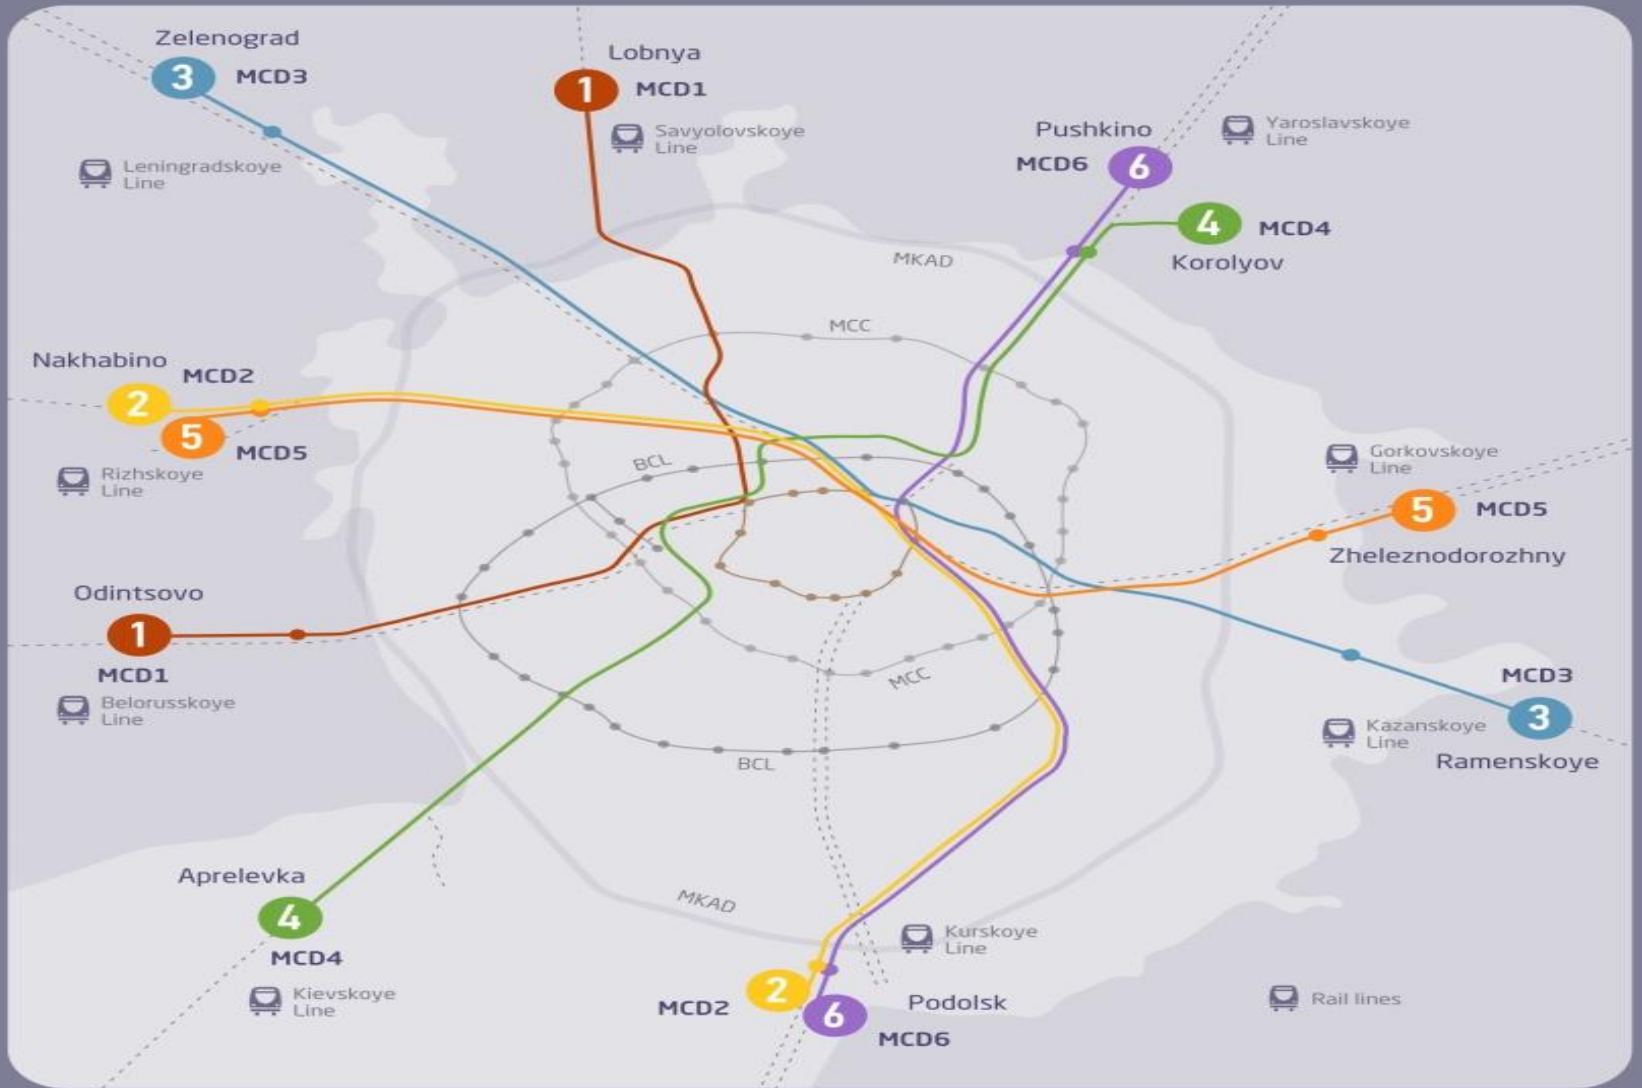 Zelenograd
3
MCD3
Lobnya
1
MCD1
Savyolovskoye
Line
Pushkino
MCD6
6
Yaroslavskoye
Line
Leningradskoye
Line
4
MCD4
Korolyov
MKAD
MCC
Nakhabino
MCD2
2
5
MCD5
Rizhskoye
Line
BCL
Gorkovskoye
Line
5
MCD5
Zheleznodorozhny
Odintsovo
1
MCD1
Belorusskoye
Line
MCC
MCD3
3
Kazanskoye
Line
Ramenskoye
BCL
Aprelevka
4
MCD4
Kievskoye
Line
MKAD
Kurskoye
Line
2
MCD2
6
Podolsk
MCD6
Rail lines